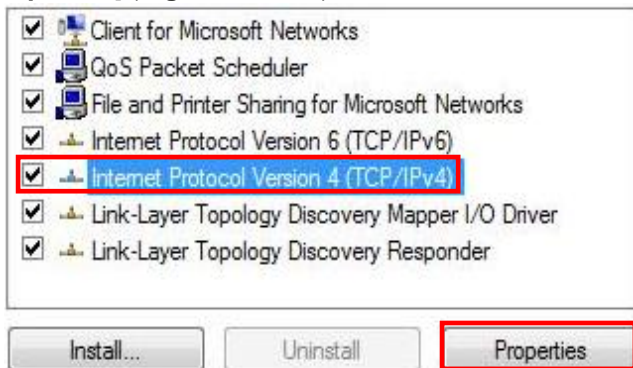 Client for Microsoft Networks
QoS Packet Scheduler
File and Printer Sharing for Microsoft Networks
Internet Protocol Version 6 (TCP/IPv6)
Internet Protocol Version 4 (TCP/IPv4)
Link-Layer Topology Discovery Mapper I/O Driver
Link-Layer Topology Discovery Responder
Install... Uninstall Properties